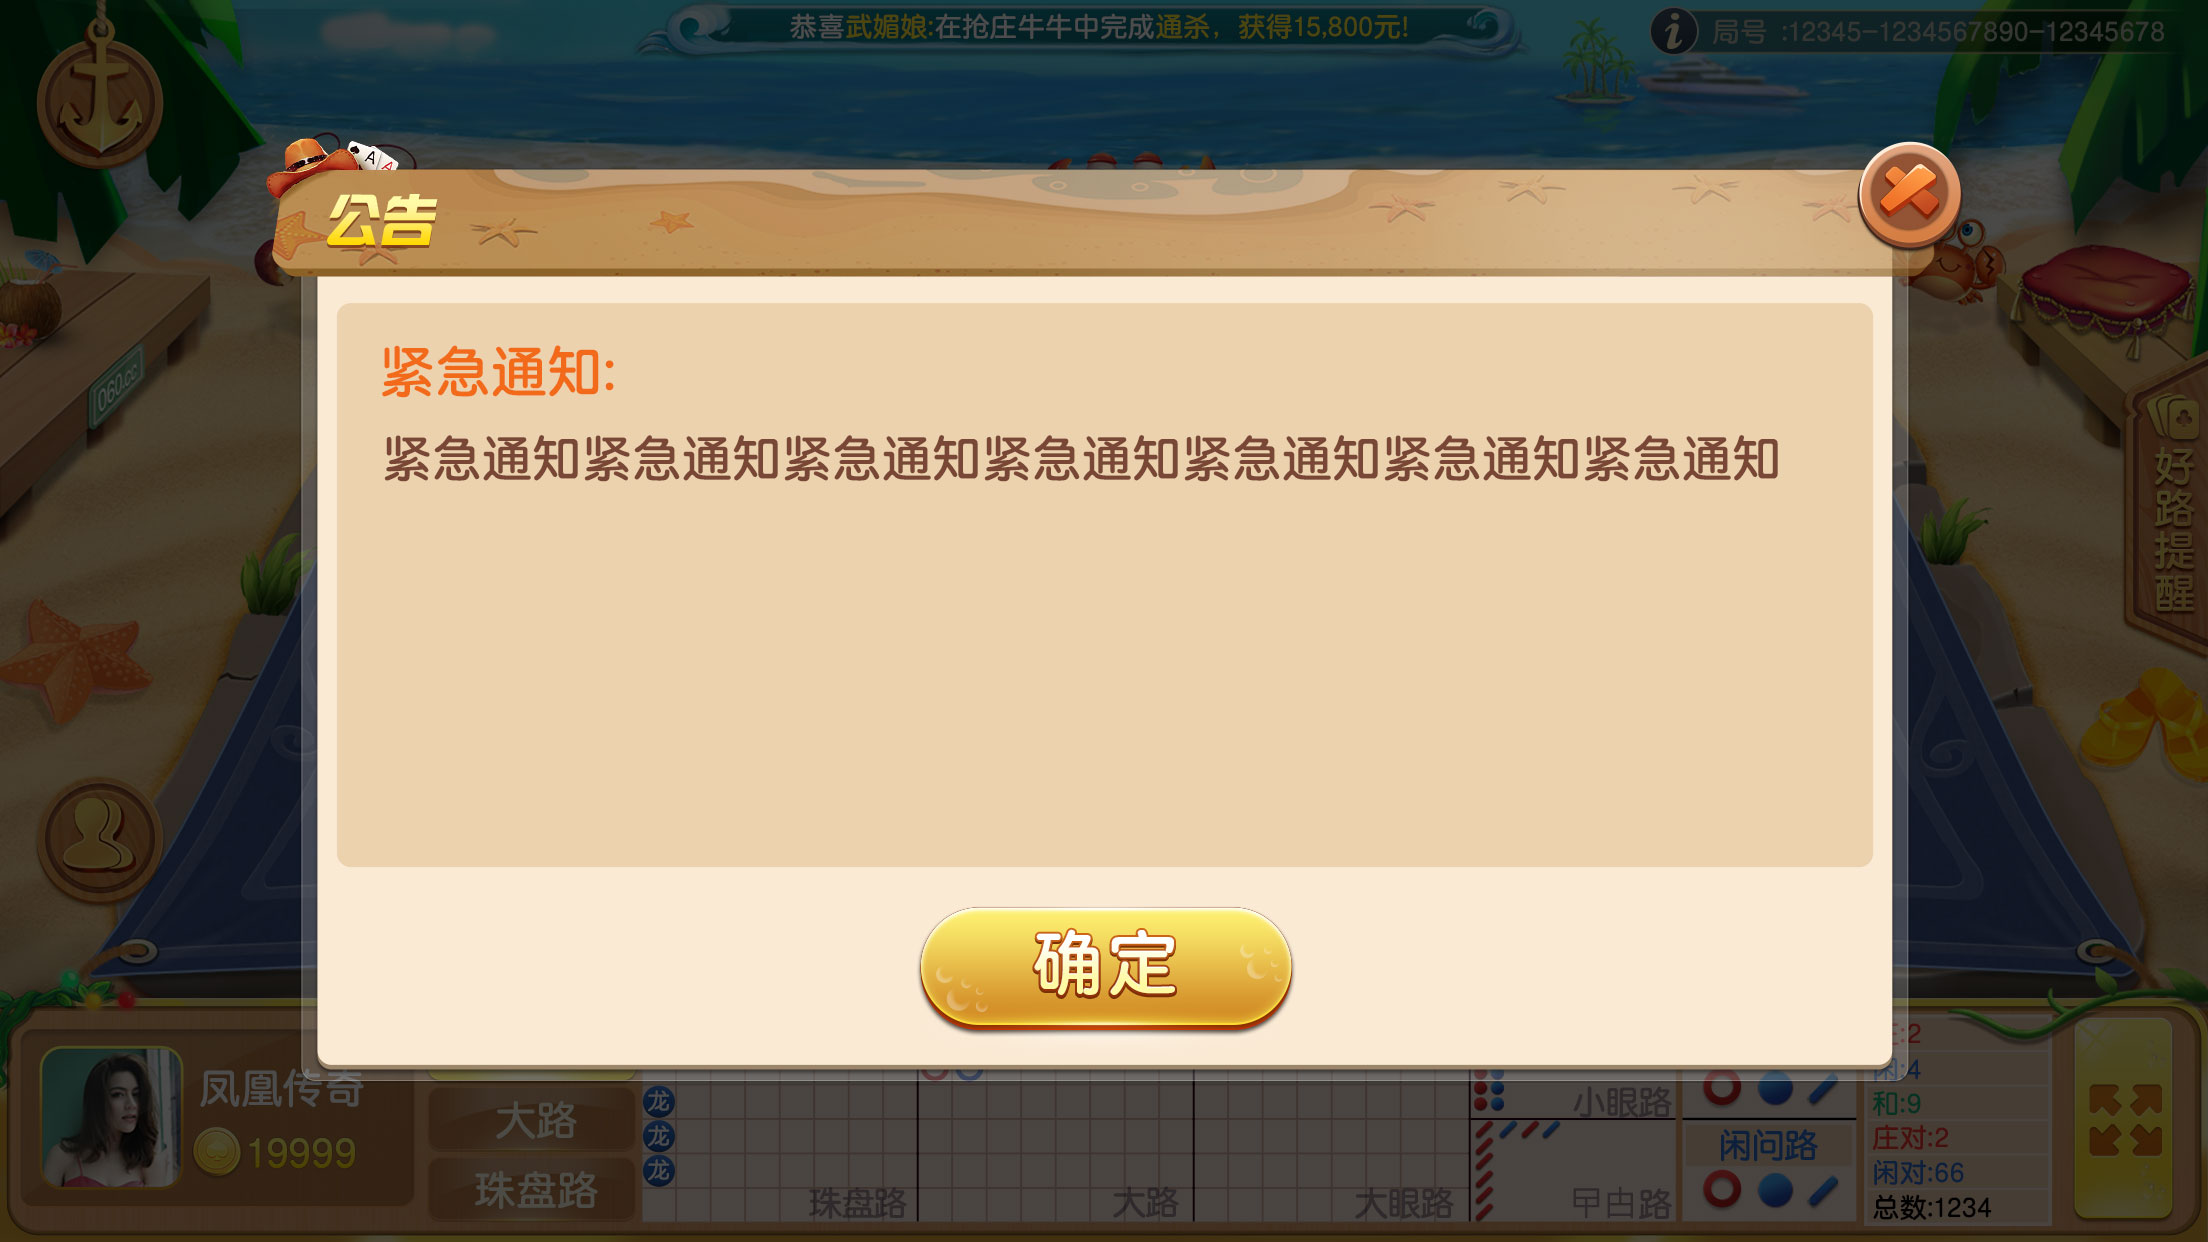 恭喜武媚娘:在抢庄牛牛中完成通杀，获得15,800元!
局号 :12345-1234567890-12345678
A
A
公告
060.cc
紧急通知:
紧急通知紧急通知紧急通知紧急通知紧急通知紧急通知紧急通知
好路提醒
确定
凤凰传奇
19999
大路
珠盘路
龙
龙
龙
珠盘路
大路
大眼路
小眼路
曱甴路
闲问路
庄:2
闲:4
和:9
庄对:2
闲对:66
总数:1234